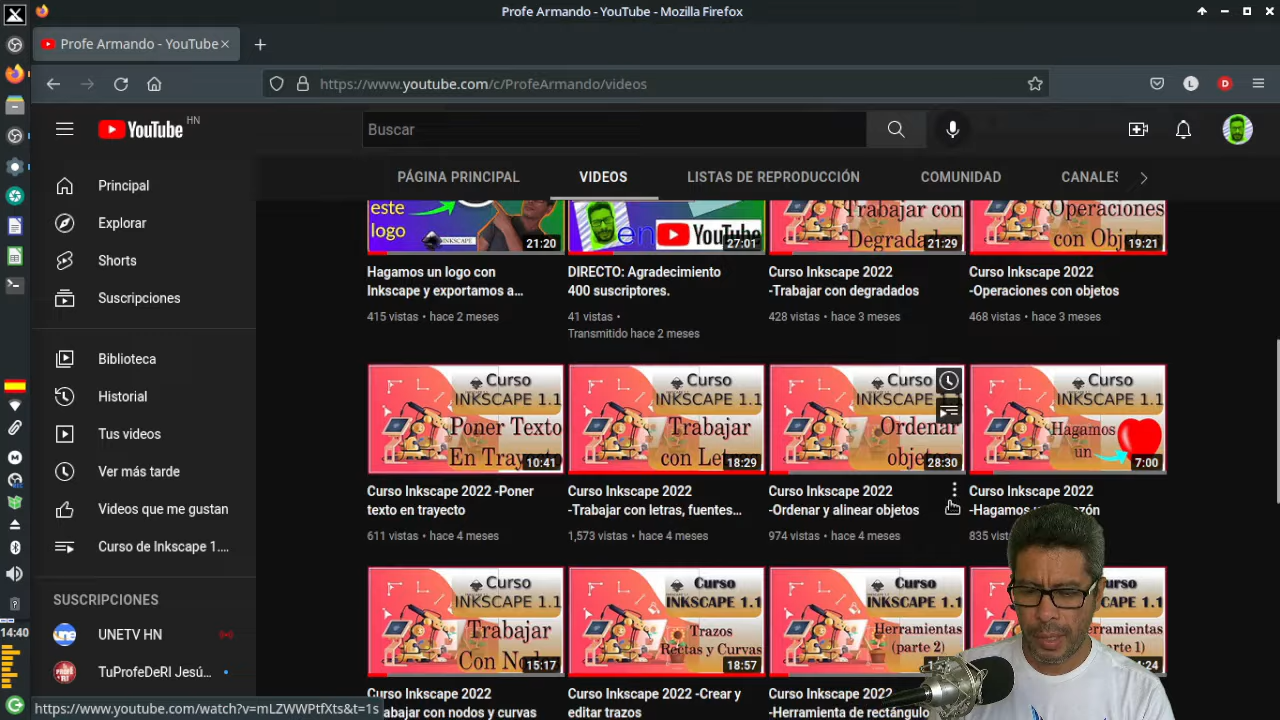 Profe Armando - YouTube - Mozilla Firefox
Profe Armando - YouTube
https://www.youtube.com/c/ProfeArmando/videos
YouTube HN
Buscar
PÁGINA PRINCIPAL
VIDEOS
LISTAS DE REPRODUCCIÓN
COMUNIDAD
CANALES
Principal
Explorar
Shorts
Suscripciones
Biblioteca
Historial
Tus videos
Ver más tarde
Videos que me gustan
Curso de Inkscape 1....
SUSCRIPCIONES
UNETV HN
TuProfeDeRI Jesú...
14:40
este
logo
INKSCAPE
21:20
en YouTube
27:01
Trabajar con
Degradad
21:29
Operaciones
con Obj
19:21
Hagamos un logo con
Inkscape y exportamos a...
415 vistas • hace 2 meses
DIRECTO: Agradecimiento
400 suscriptores.
41 vistas •
Transmitido hace 2 meses
Curso Inkscape 2022
-Trabajar con degradados
428 vistas • hace 3 meses
Curso Inkscape 2022
-Operaciones con objetos
468 vistas • hace 3 meses
Curso
INKSCAPE 1.1
Poner Texto
En Trayecto
10:41
Curso
INKSCAPE 1.1
Trabajar
con Let
18:29
Curso
INKSCAPE 1.1
Ordenar
objetos
28:30
Curso
INKSCAPE 1.1
Hagamos
un
7:00
Curso Inkscape 2022 -Poner
texto en trayecto
611 vistas • hace 4 meses
Curso Inkscape 2022
-Trabajar con letras, fuentes...
1,573 vistas • hace 4 meses
Curso Inkscape 2022
-Ordenar y alinear objetos
974 vistas • hace 4 meses
Curso Inkscape 2022
-Hagamos
835
Curso
INKSCAPE 1.1
Trabajar
Con Nodo
15:17
Curso
INKSCAPE 1.1
Trazos
Rectas y Curvas
18:57
Curso
INKSCAPE 1.1
Herramientas
(parte 2)
Curso
1.1
(parte 1)
:24
Curso Inkscape 2022
Trabajar con nodos y curvas
Curso Inkscape 2022 -Crear y
editar trazos
Curso Inkscape 2022
-Herramienta de rectángulo
https://www.youtube.com/watch?v=mLZWWPtfXts&t=1s